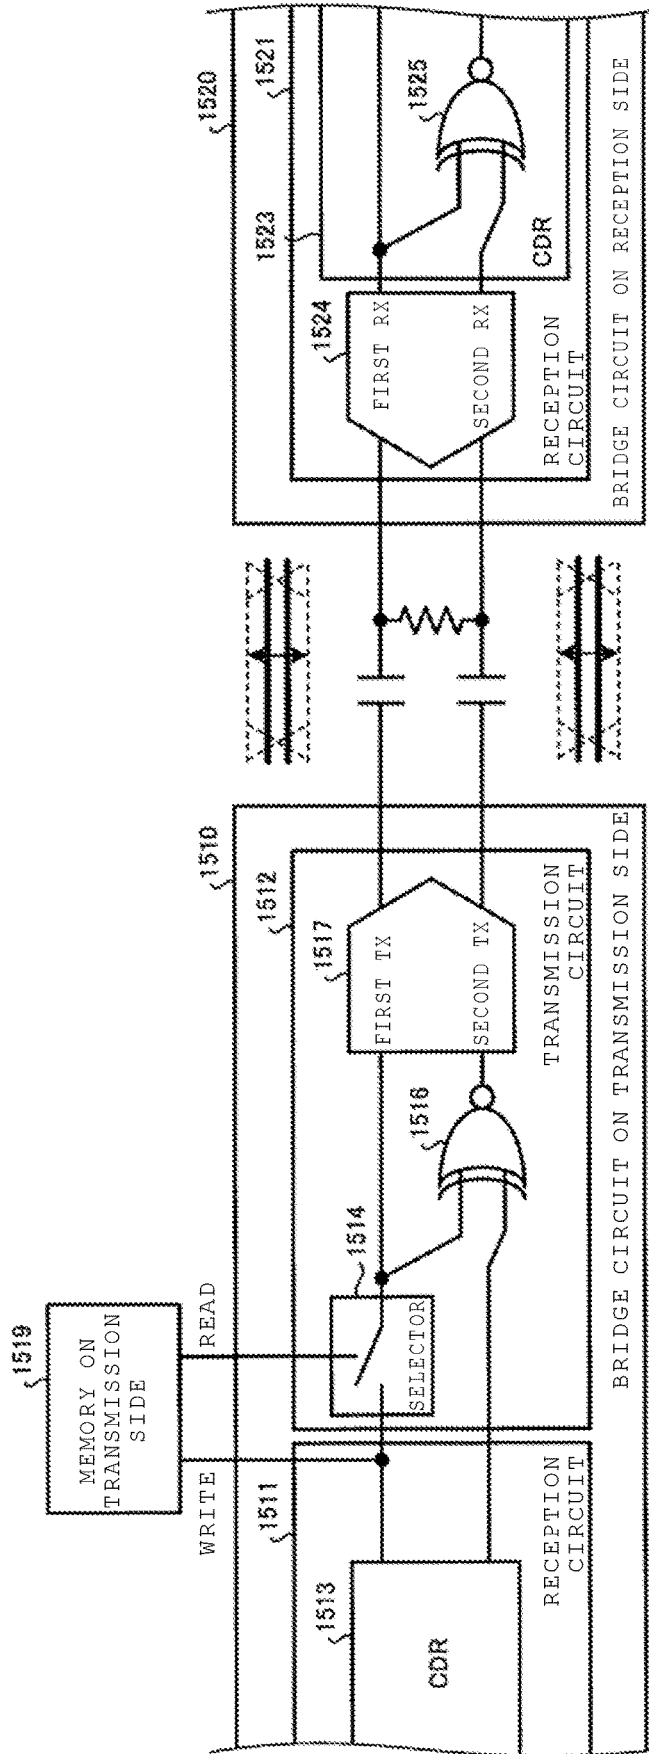 1519
MEMORY ON
TRANSMISSION
SIDE
WRITE
READ
1510
1511
1512
1513
CDR
RECEPTION
CIRCUIT
1514
SELECTOR
1516
1517
FIRST TX
SECOND TX
TRANSMISSION
CIRCUIT
BRIDGE CIRCUIT ON TRANSMISSION SIDE
1520
1521
1523
1524
FIRST RX
SECOND RX
1525
CDR
RECEPTION
CIRCUIT
BRIDGE CIRCUIT ON RECEPTION SIDE